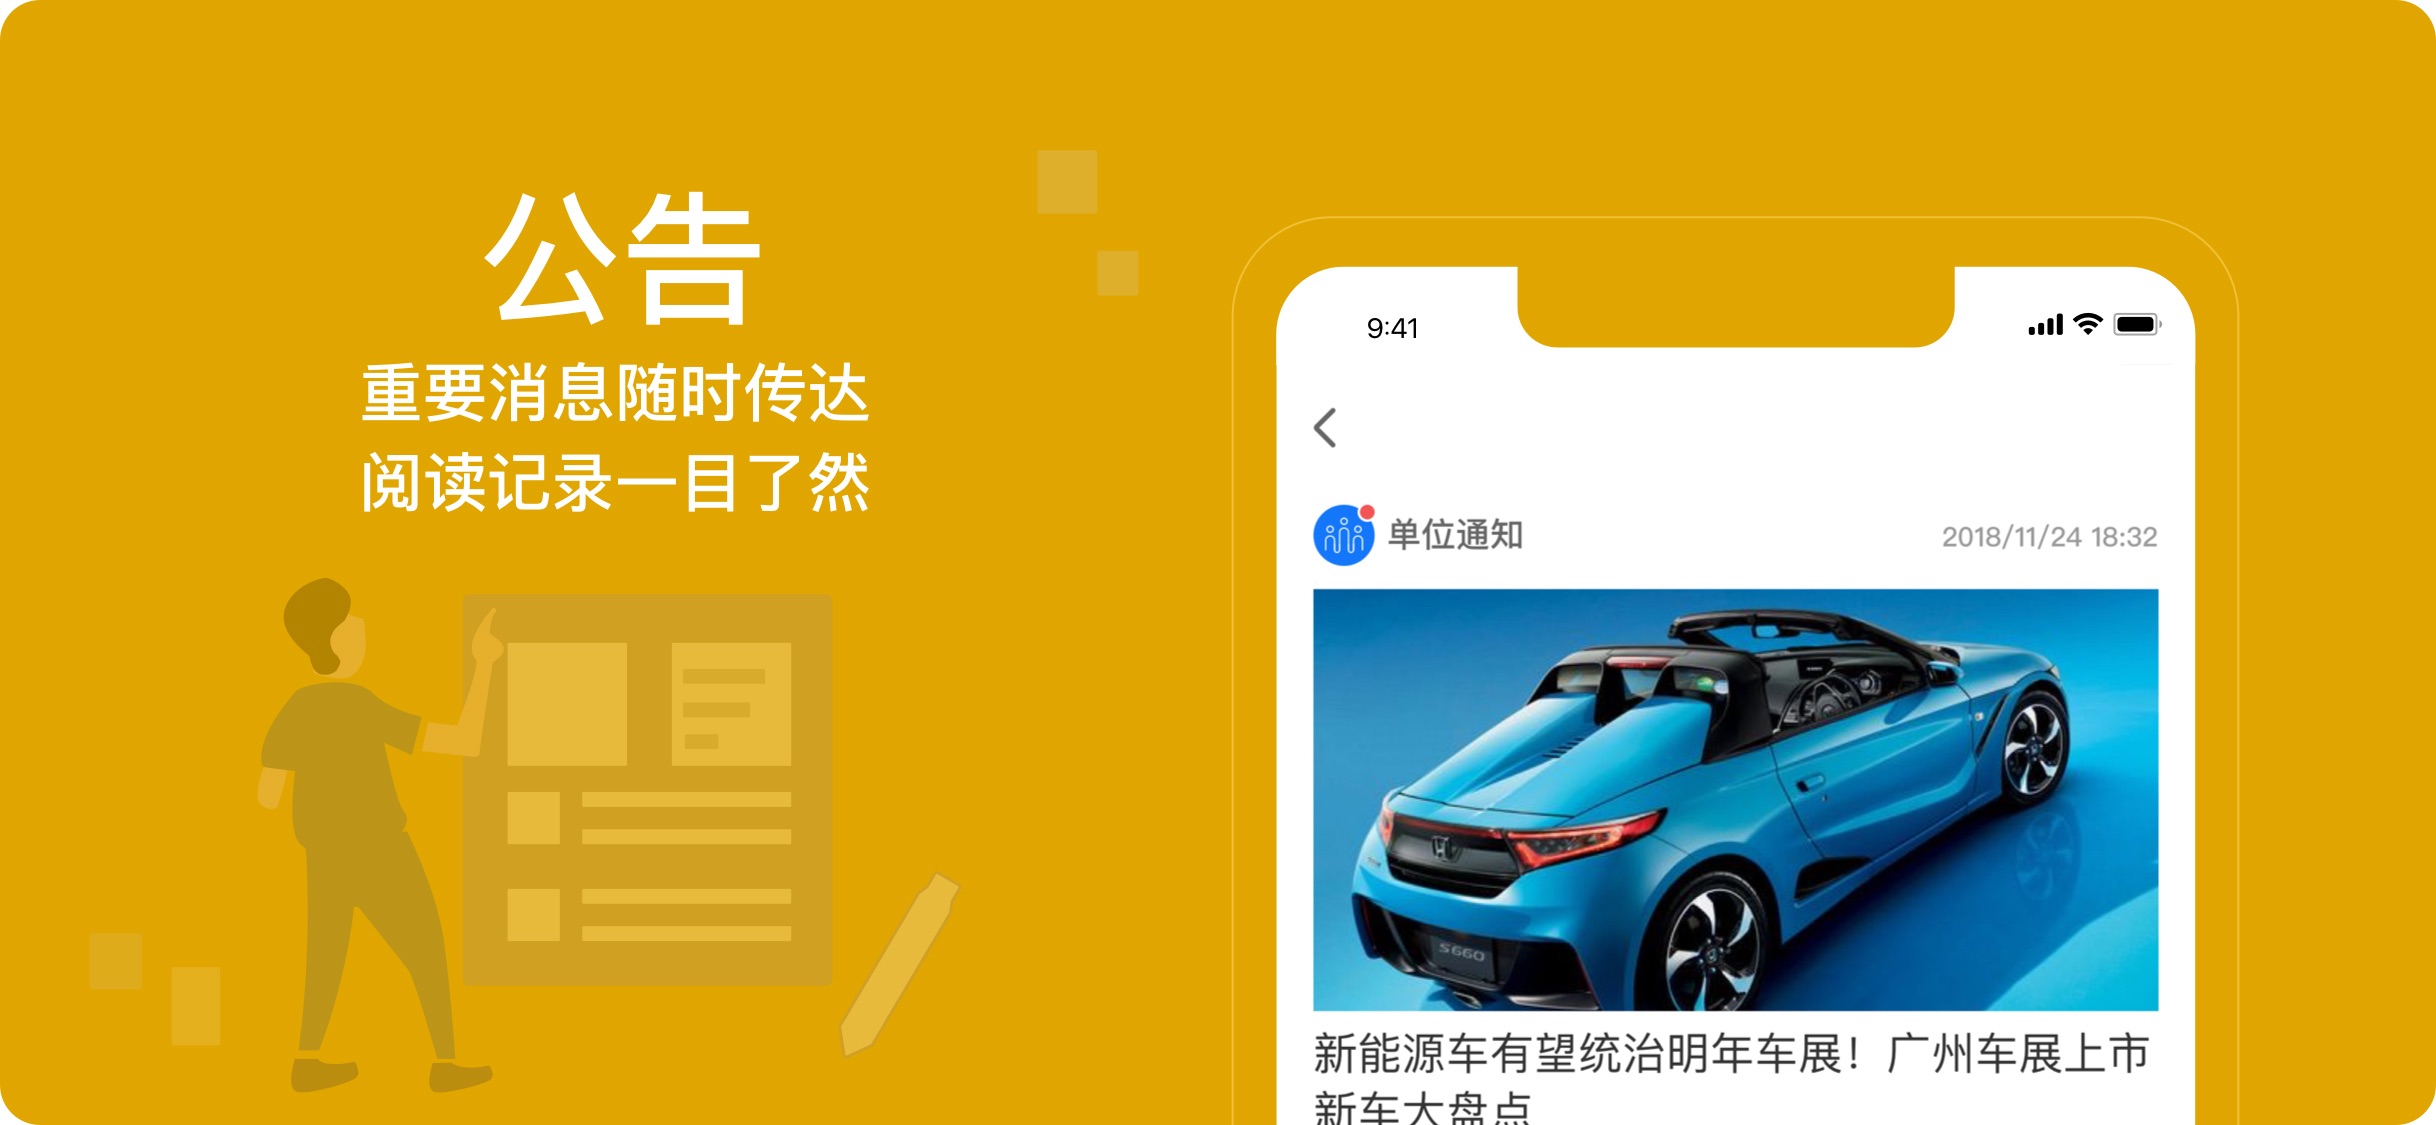 公告
重要消息随时传达
阅读记录一目了然
9:41
单位通知
2018/11/24 18:32
S660
新能源车有望统治明年车展！广州车展上市
新车大盘点